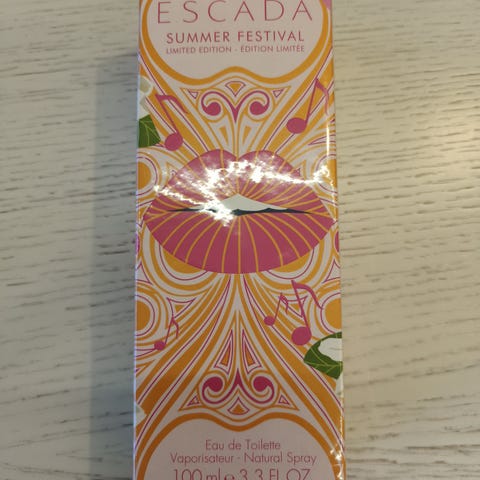 ESCADA
SUMMER FESTIVAL
LIMITED EDITION - ÉDITION LIMITÉE
Eau de Toilette
Vaporisateur - Natural Spray
100 ml e 3.3 FL.OZ.